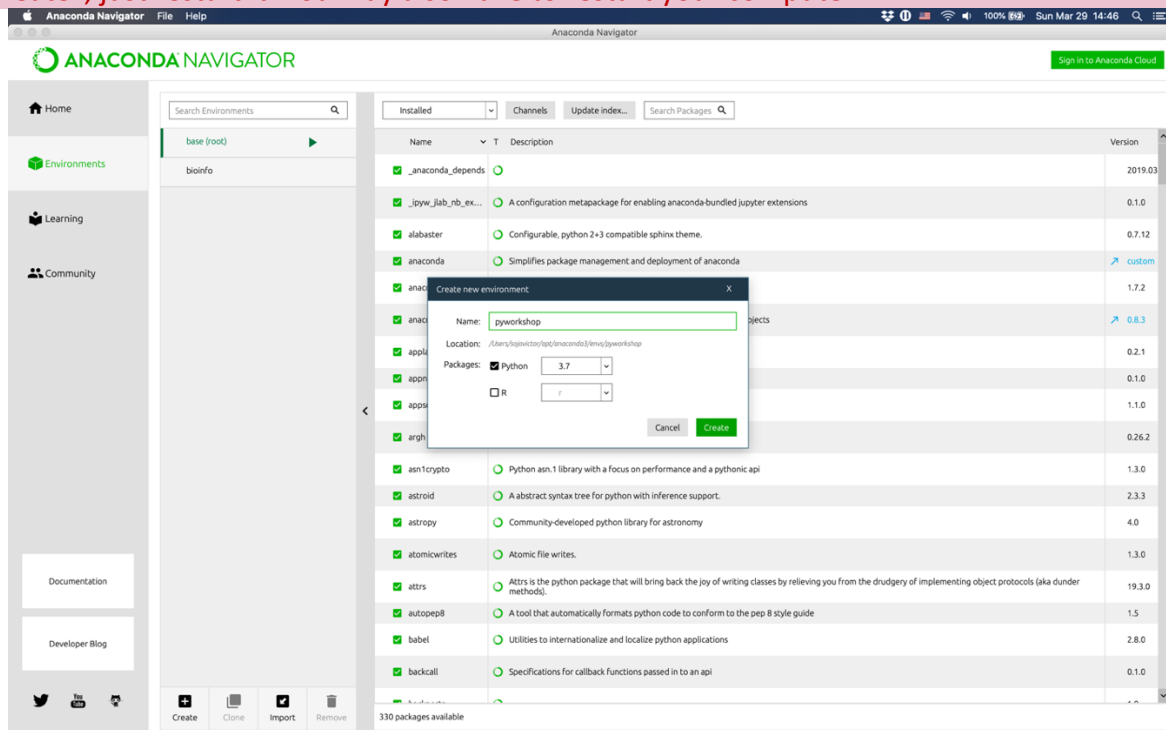 Anaconda Navigator File Help 100% Sun Mar 29 14:46
Anaconda Navigator
ANACONDA NAVIGATOR
Sign in to Anaconda Cloud
Home
Environments
Learning
Community
Documentation
Developer Blog
You Tube
Search Environments
base (root)
bioinfo
Create Clone Import Remove
Installed Channels Update index... Search Packages
Name T Description Version
_anaconda_depends 2019.03
_ipyw_jlab_nb_ex... A configuration metapackage for enabling anaconda-bundled jupyter extensions 0.1.0
alabaster Configurable, python 2+3 compatible sphinx theme. 0.7.12
anaconda Simplifies package management and deployment of anaconda custom
anac 1.7.2
anac ojects 0.8.3
appla 0.2.1
appn 0.1.0
apps 1.1.0
argh 0.26.2
asn1crypto Python asn.1 library with a focus on performance and a pythonic api 1.3.0
astroid A abstract syntax tree for python with inference support. 2.3.3
astropy Community-developed python library for astronomy 4.0
atomicwrites Atomic file writes. 1.3.0
attrs Attrs is the python package that will bring back the joy of writing classes by relieving you from the drudgery of implementing object protocols (aka dunder 19.3.0
methods).
autopep8 A tool that automatically formats python code to conform to the pep 8 style guide 1.5
babel Utilities to internationalize and localize python applications 2.8.0
backcall Specifications for callback functions passed in to an api 0.1.0
330 packages available
Create new environment X
Name: pyworkshop
Location: /Users/sojovictor/opt/anaconda3/envs/pyworkshop
Packages: Python 3.7
R r
Cancel Create